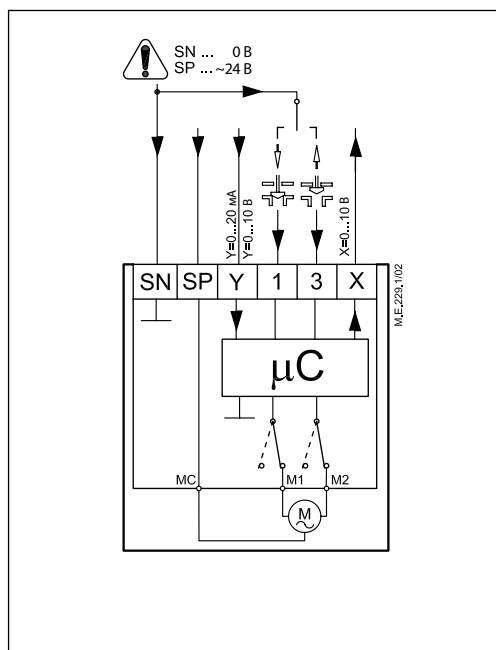 SN ... 0 В
SP ... ~24 В
Y=0...20 мА
Y=0...10 В
X=0...10 В
SN SP Y 1 3 X
M.E.229.1/02
µC
MC M1 M2
M